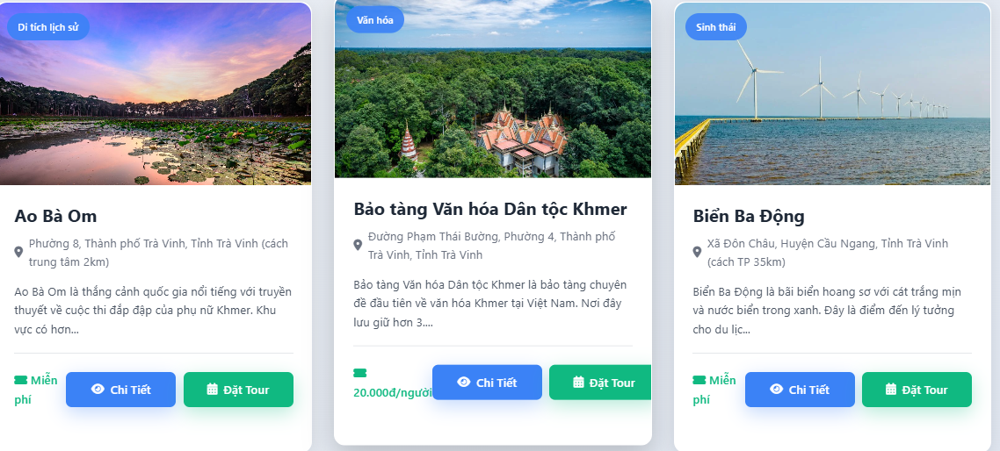 Di tích lịch sử
Ao Bà Om
Phường 8, Thành phố Trà Vinh, Tỉnh Trà Vinh (cách
trung tâm 2km)
Ao Bà Om là thắng cảnh quốc gia nổi tiếng với truyền
thuyết về cuộc thi đắp đập của phụ nữ Khmer. Khu
vực có hơn...
Miễn
phí
Chi Tiết
Đặt Tour
Văn hóa
Bảo tàng Văn hóa Dân tộc Khmer
Đường Phạm Thái Bường, Phường 4, Thành phố
Trà Vinh, Tỉnh Trà Vinh
Bảo tàng Văn hóa Dân tộc Khmer là bảo tàng chuyên
đề đầu tiên về văn hóa Khmer tại Việt Nam. Nơi đây
lưu giữ hơn 3....
20.000đ/người
Chi Tiết
Đặt Tour
Sinh thái
Biển Ba Động
Xã Đôn Châu, Huyện Cầu Ngang, Tỉnh Trà Vinh
(cách TP 35km)
Biển Ba Động là bãi biển hoang sơ với cát trắng mịn
và nước biển trong xanh. Đây là điểm đến lý tưởng
cho du lịc...
Miễn
phí
Chi Tiết
Đặt Tour